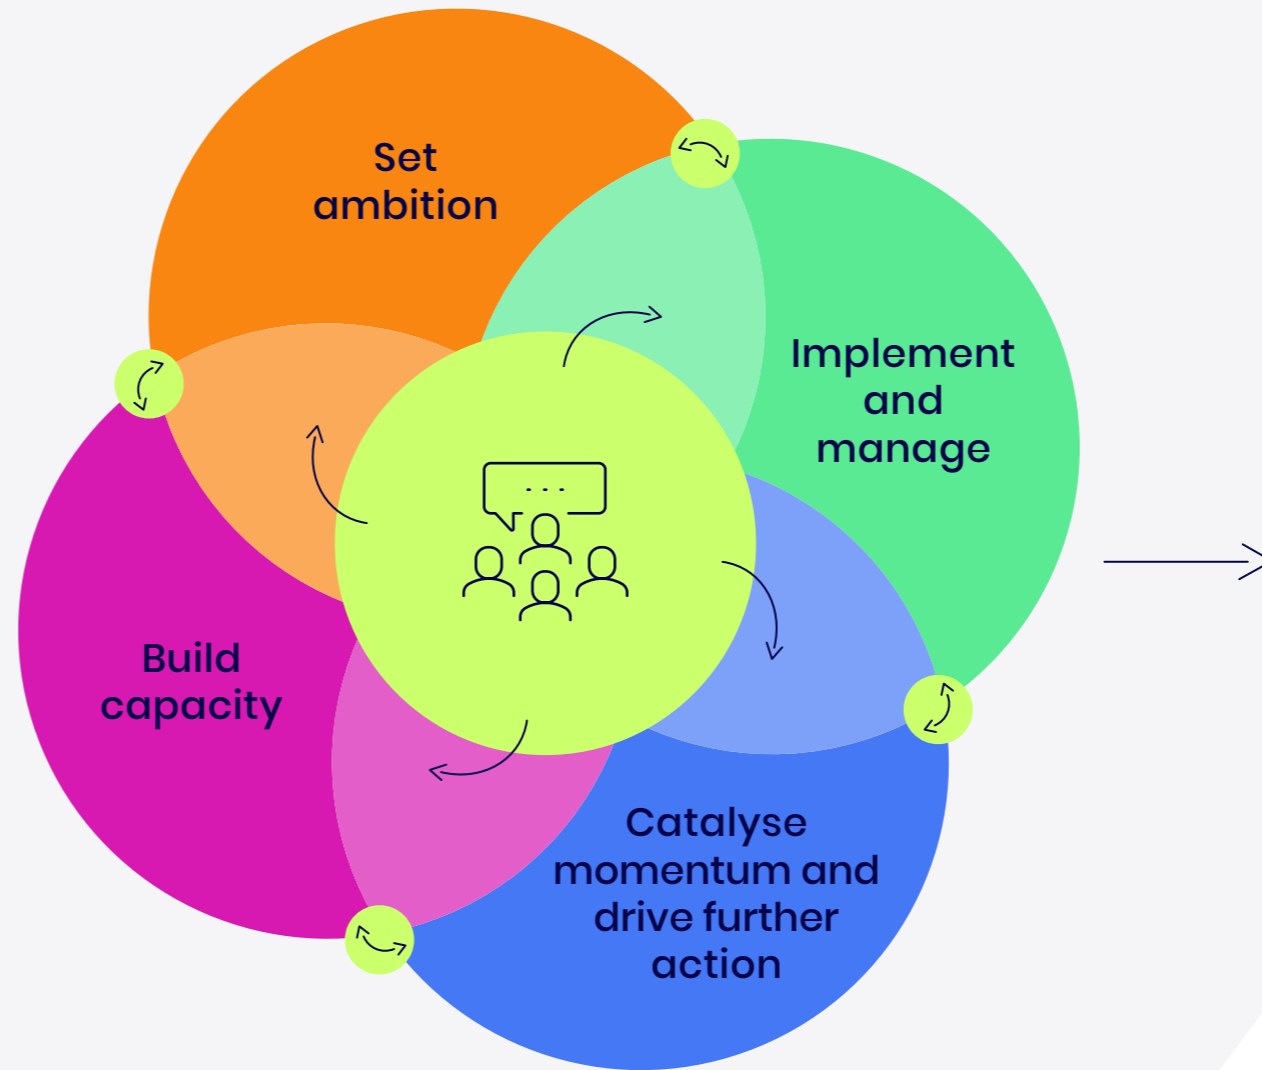 Set
ambition
Implement
and
manage
Build
capacity
Catalyse
momentum and
drive further
action